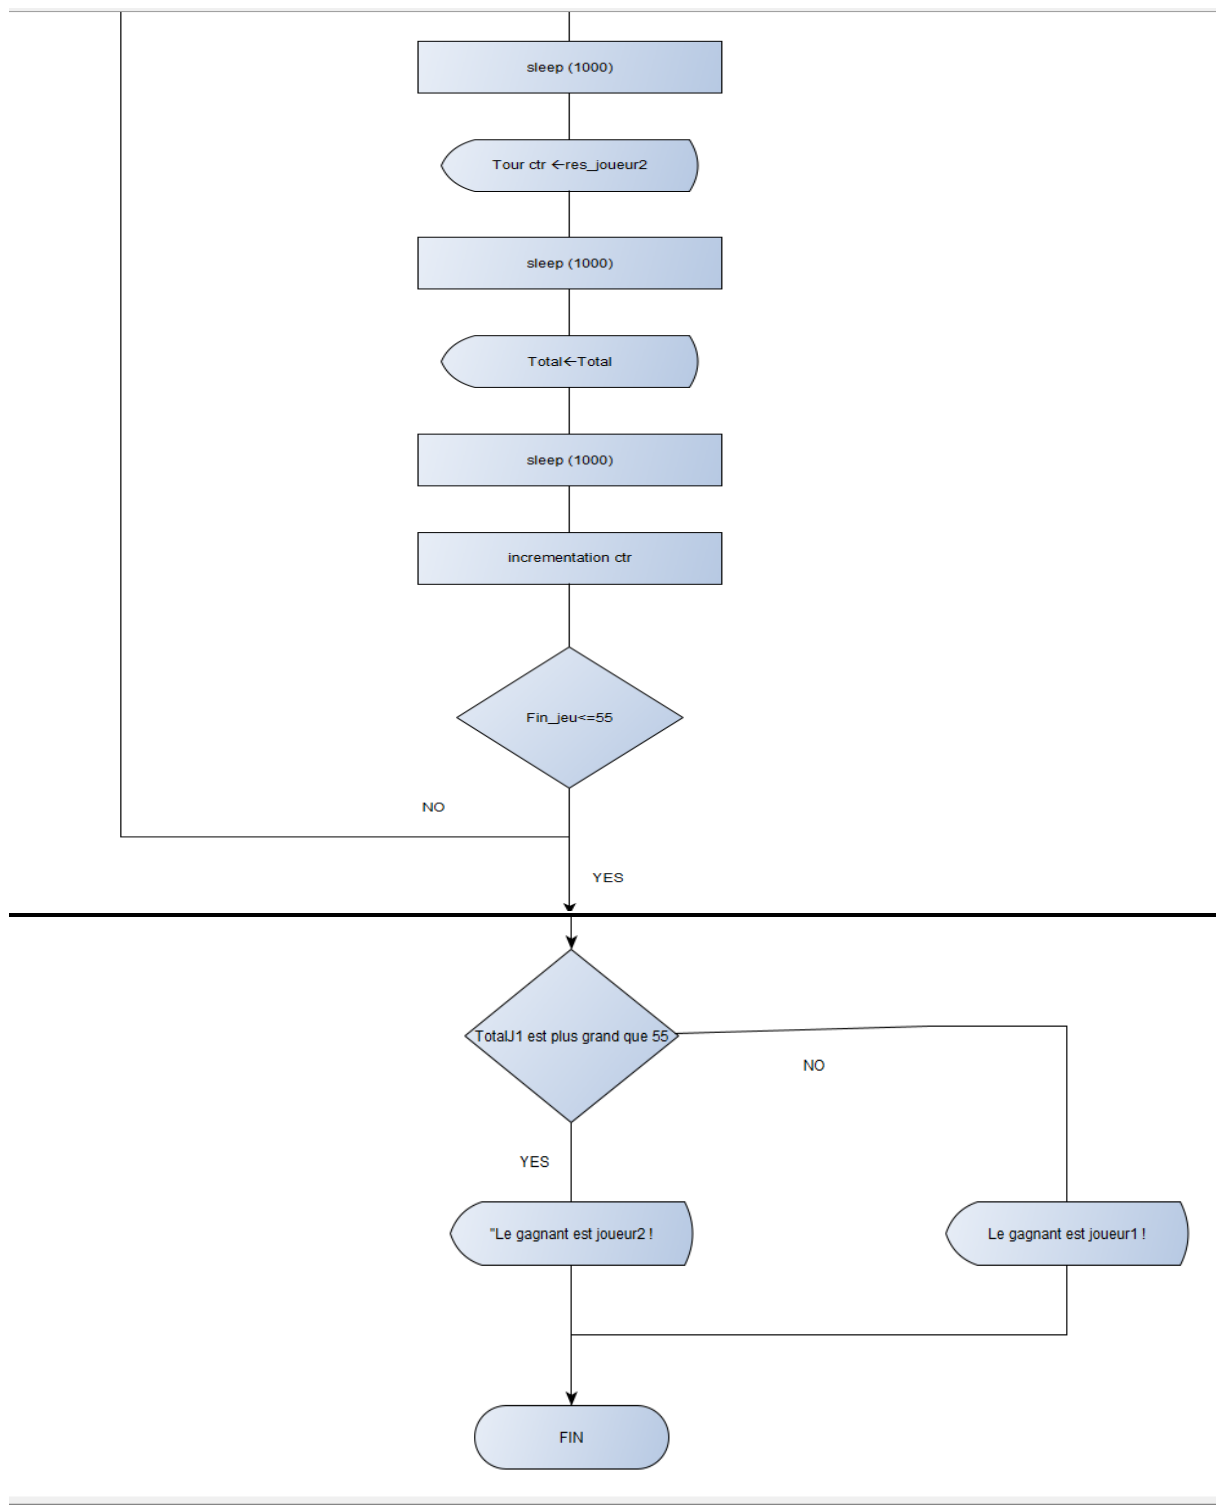 sleep (1000)
Tour ctr ←res_joueur2
sleep (1000)
Total←Total
sleep (1000)
incrementation ctr
Fin_jeu<=55
NO
YES
TotalJ1 est plus grand que 55
NO
YES
"Le gagnant est joueur2 !
Le gagnant est joueur1 !
FIN